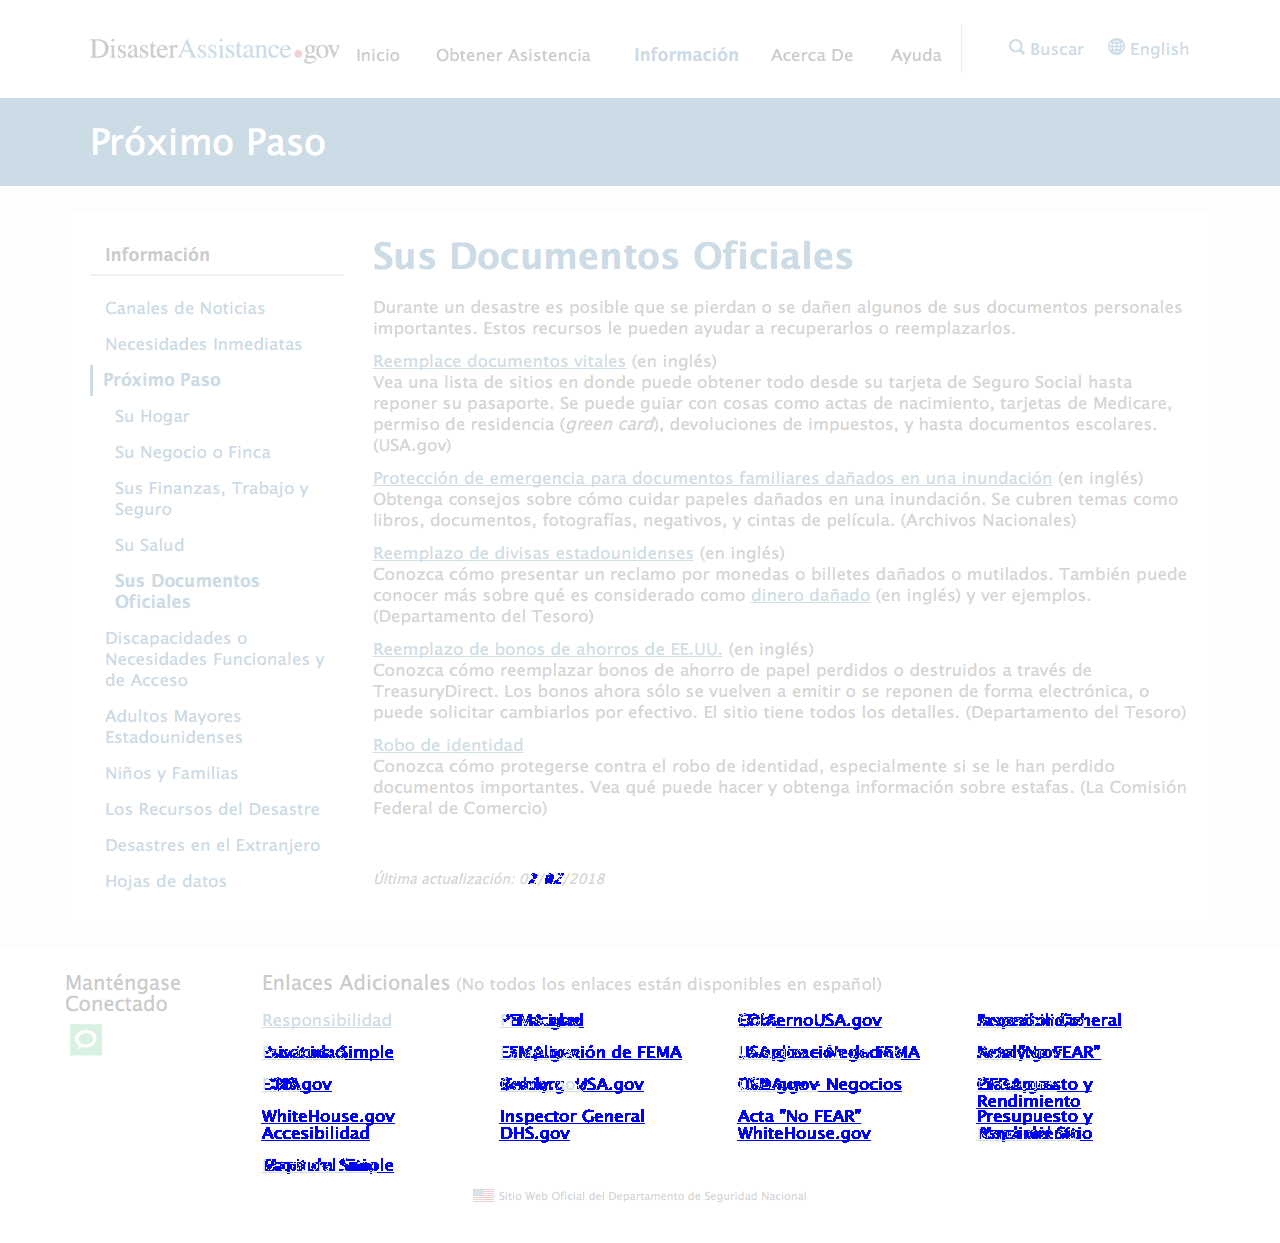 DisasterAssistance.gov Inicio Obtener Asistencia Información Acerca De Ayuda Buscar English
Próximo Paso
Información
Canales de Noticias
Necesidades Inmediatas
Próximo Paso
Su Hogar
Su Negocio o Finca
Sus Finanzas, Trabajo y
Seguro
Su Salud
Sus Documentos
Oficiales
Discapacidades o
Necesidades Funcionales y
de Acceso
Adultos Mayores
Estadounidenses
Niños y Familias
Los Recursos del Desastre
Desastres en el Extranjero
Hojas de datos
Sus Documentos Oficiales
Durante un desastre es posible que se pierdan o se dañen algunos de sus documentos personales
importantes. Estos recursos le pueden ayudar a recuperarlos o reemplazarlos.
Reemplace documentos vitales (en inglés)
Vea una lista de sitios en donde puede obtener todo desde su tarjeta de Seguro Social hasta
reponer su pasaporte. Se puede guiar con cosas como actas de nacimiento, tarjetas de Medicare,
permiso de residencia (green card), devoluciones de impuestos, y hasta documentos escolares.
(USA.gov)
Protección de emergencia para documentos familiares dañados en una inundación (en inglés)
Obtenga consejos sobre cómo cuidar papeles dañados en una inundación. Se cubren temas como
libros, documentos, fotografías, negativos, y cintas de película. (Archivos Nacionales)
Reemplazo de divisas estadounidenses (en inglés)
Conozca cómo presentar un reclamo por monedas o billetes dañados o mutilados. También puede
conocer más sobre qué es considerado como dinero dañado (en inglés) y ver ejemplos.
(Departamento del Tesoro)
Reemplazo de bonos de ahorros de EE.UU. (en inglés)
Conozca cómo reemplazar bonos de ahorro de papel perdidos o destruidos a través de
TreasuryDirect. Los bonos ahora sólo se vuelven a emitir o se reponen de forma electrónica, o
puede solicitar cambiarlos por efectivo. El sitio tiene todos los detalles. (Departamento del Tesoro)
Robo de identidad
Conozca cómo protegerse contra el robo de identidad, especialmente si se le han perdido
documentos importantes. Vea qué puede hacer y obtenga información sobre estafas. (La Comisión
Federal de Comercio)
Última actualización: /2018
Manténgase
Conectado
Enlaces Adicionales (No todos los enlaces están disponibles en español)
Responsibilidad
de FEMA
"No FEAR"
USA.gov - Negocios
y
Rendimiento
WhiteHouse.gov Inspector General Acta "No FEAR" Presupuesto y
Accesibilidad DHS.gov WhiteHouse.gov
Sitio Web Oficial del Departamento de Seguridad Nacional